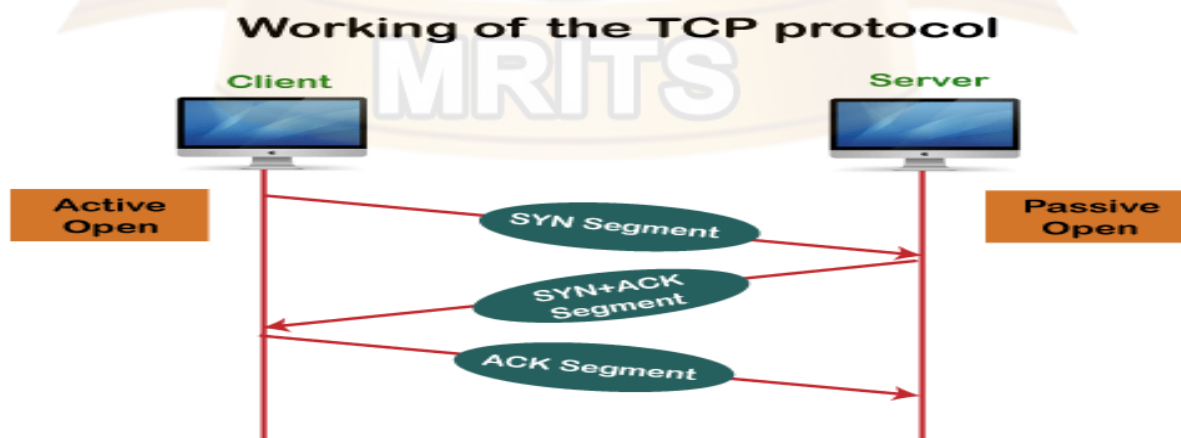 Working of the TCP protocol
MRITS
Client
Server
Active
Open
Passive
Open
SYN Segment
SYN+ACK
Segment
ACK Segment